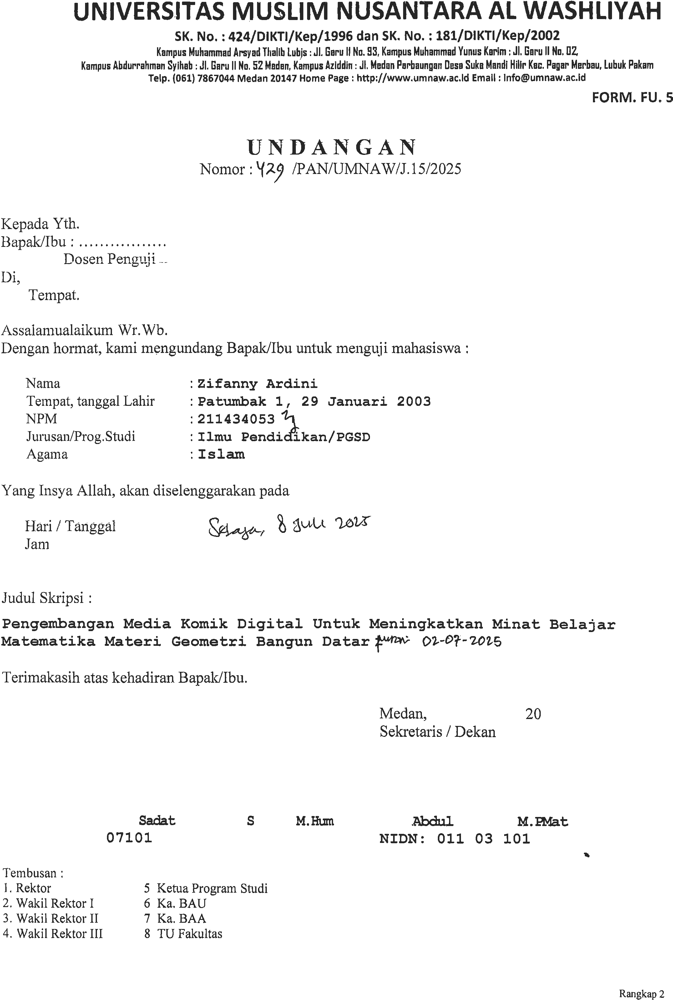 UNIVERSITAS MUSLIM NUSANTARA AL WASHLIYAH
SK. No. : 424/DIKTI/Kep/1996 dan SK. No. : 181/DIKTI/Kep/2002
Kampus Muhammad Arsyad Thalib Lubis : Jl. Garu II No. 93, Kampus Muhammad Yunus Karim : Jl. Garu II No. 02,
Kampus Abdurrahman Syihab : Jl. Garu II No. 52 Medan, Kampus Aziddin : Jl. Medan Perbaungan Desa Suka Mandi Hilir Kec. Pagar Merbau, Lubuk Pakam
Telp. (061) 7867044 Medan 20147 Home Page : http://www.umnaw.ac.id Email : info@umnaw.ac.id
FORM. FU. 5
UNDANGAN
Nomor : 429 /PAN/UMNAW/J.15/2025
Kepada Yth.
Bapak/Ibu : .................
Dosen Penguji
Di,
Tempat.
Assalamualaikum Wr.Wb.
Dengan hormat, kami mengundang Bapak/Ibu untuk menguji mahasiswa :
Nama : Zifanny Ardini
Tempat, tanggal Lahir : Patumbak 1, 29 Januari 2003
NPM : 211434053
Jurusan/Prog.Studi : Ilmu Pendidikan/PGSD
Agama : Islam
Yang Insya Allah, akan diselenggarakan pada
Hari / Tanggal Selasa, 8 Juli 2025
Jam
Judul Skripsi :
Pengembangan Media Komik Digital Untuk Meningkatkan Minat Belajar
Matematika Materi Geometri Bangun Datar 02-07-2025
Terimakasih atas kehadiran Bapak/Ibu.
Medan, 20
Sekretaris / Dekan
Sadat S M.Hum Abdul M.PMat
07101 NIDN: 011 03 101
Tembusan :
1. Rektor 5 Ketua Program Studi
2. Wakil Rektor I 6 Ka. BAU
3. Wakil Rektor II 7 Ka. BAA
4. Wakil Rektor III 8 TU Fakultas
Rangkap 2